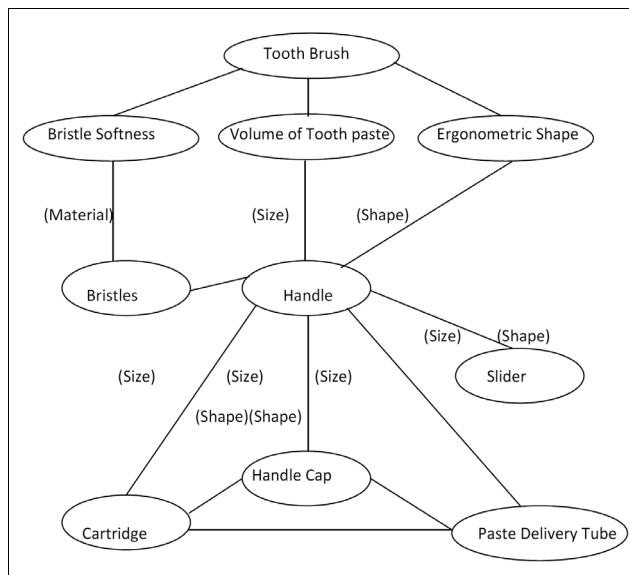 Tooth Brush
Bristle Softness
Volume of Tooth paste
Ergonometric Shape
(Material)
(Size)
(Shape)
Bristles
Handle
(Size)
(Shape)
Slider
(Size)
(Size)
(Size)
(Shape)(Shape)
Handle Cap
Cartridge
Paste Delivery Tube